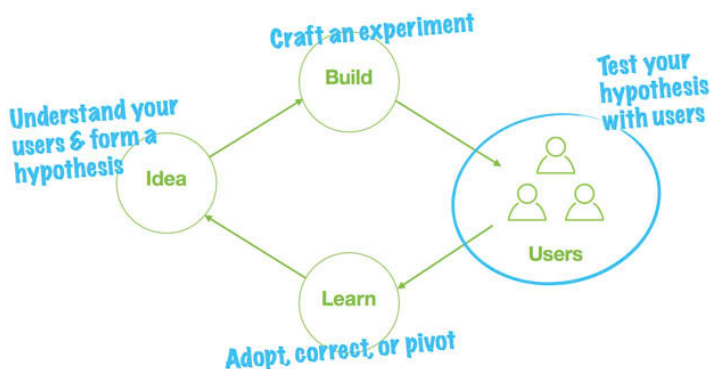 Craft an experiment
Build
Test your
hypothesis
with users
Understand your
users & form a
hypothesis
Idea
Users
Learn
Adopt, correct, or pivot